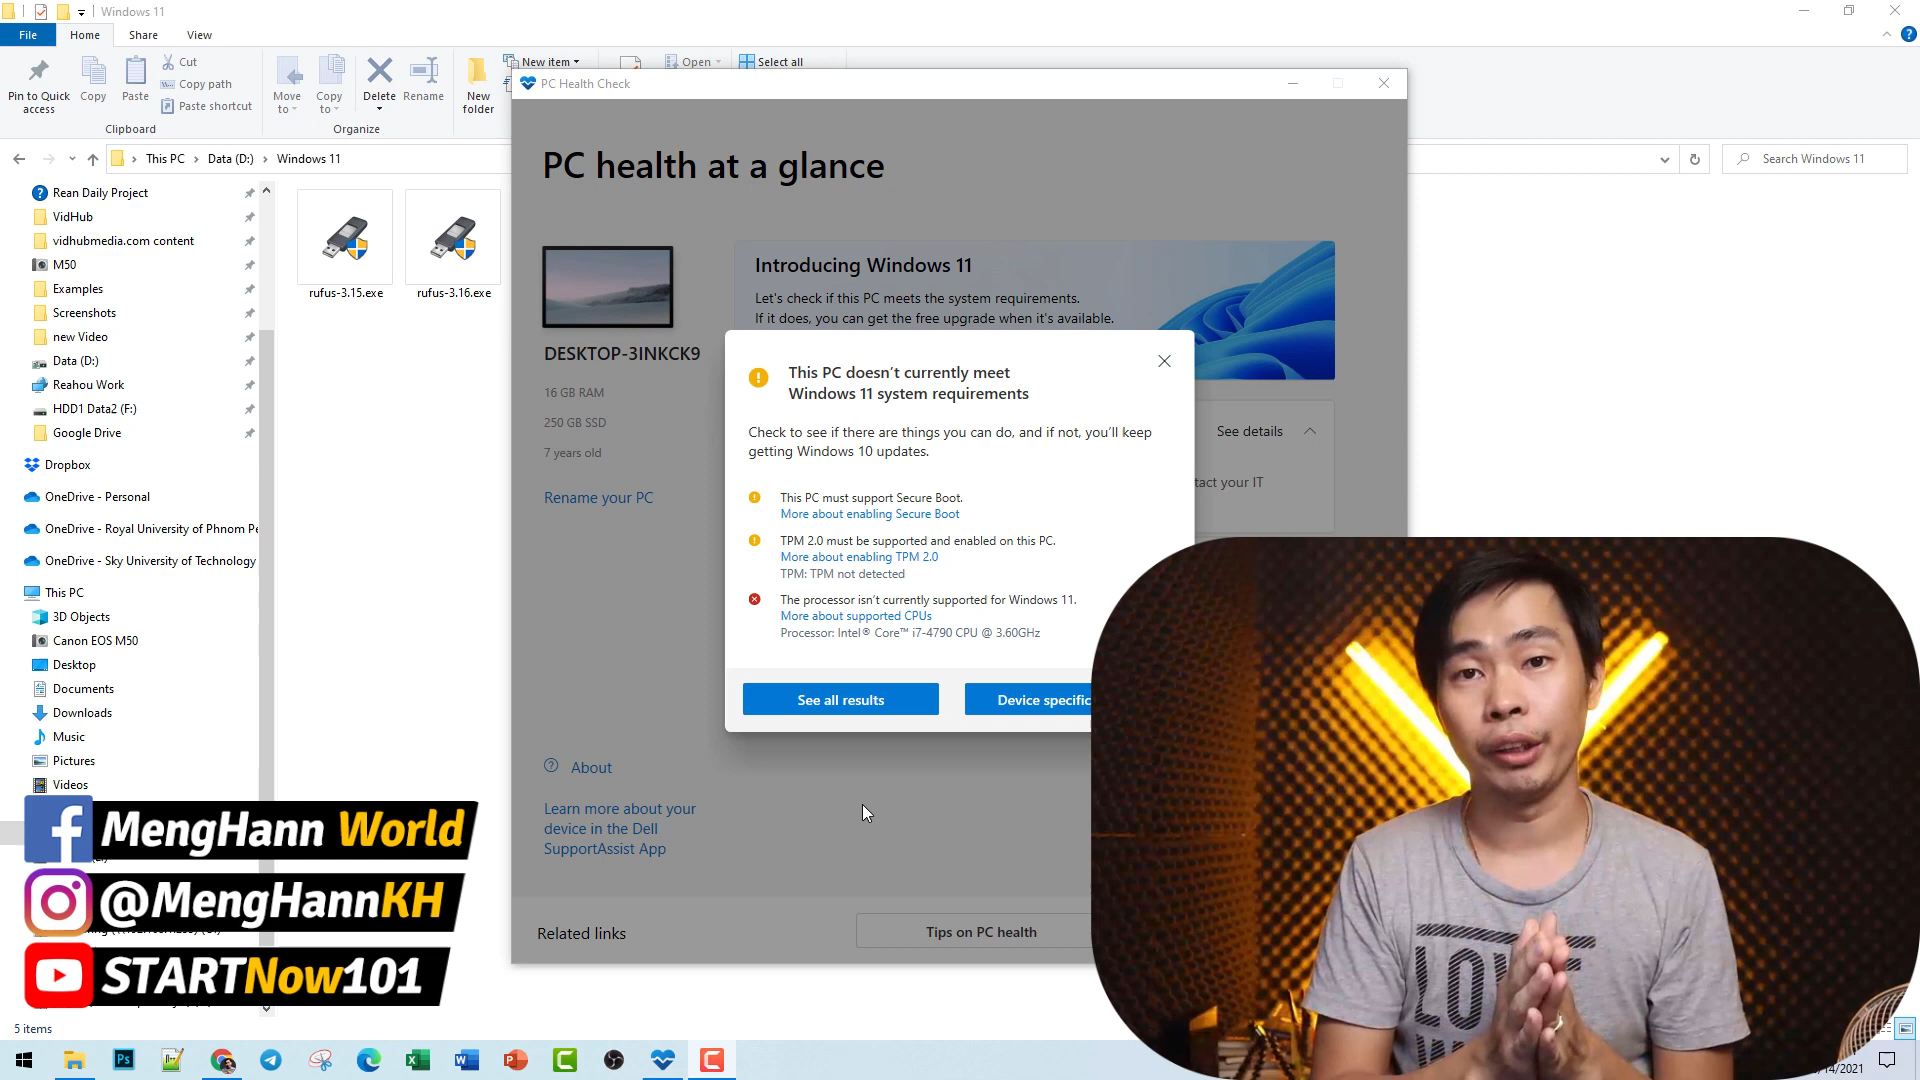 Windows 11
File
Home
Share
View
Pin to Quick access
Copy
Paste
Cut
Copy path
Paste shortcut
Clipboard
Move to
Copy to
Delete
Rename
Organize
New folder
New item
Open
Select all
This PC
Data (D:)
Windows 11
Search Windows 11
Rean Daily Project
VidHub
vidhubmedia.com content
M50
Examples
Screenshots
new Video
Data (D:)
Reahou Work
HDD1 Data2 (F:)
Google Drive
Dropbox
OneDrive - Personal
OneDrive - Royal University of Phnom Pe
OneDrive - Sky University of Technology
This PC
3D Objects
Canon EOS M50
Desktop
Documents
Downloads
Music
Pictures
Videos
rufus-3.15.exe
rufus-3.16.exe
PC Health Check
PC health at a glance
DESKTOP-3INKCK9
16 GB RAM
250 GB SSD
7 years old
Rename your PC
Introducing Windows 11
Let's check if this PC meets the system requirements.
If it does, you can get the free upgrade when it's available.
See details
tact your IT
This PC doesn't currently meet
Windows 11 system requirements
Check to see if there are things you can do, and if not, you'll keep
getting Windows 10 updates.
This PC must support Secure Boot.
More about enabling Secure Boot
TPM 2.0 must be supported and enabled on this PC.
More about enabling TPM 2.0
TPM: TPM not detected
The processor isn't currently supported for Windows 11.
More about supported CPUs
Processor: Intel® Core™ i7-4790 CPU @ 3.60GHz
See all results
Device specific
About
Learn more about your
device in the Dell
SupportAssist App
Related links
Tips on PC health
MengHann World
@MengHannKH
STARTNow101
5 items
/14/2021